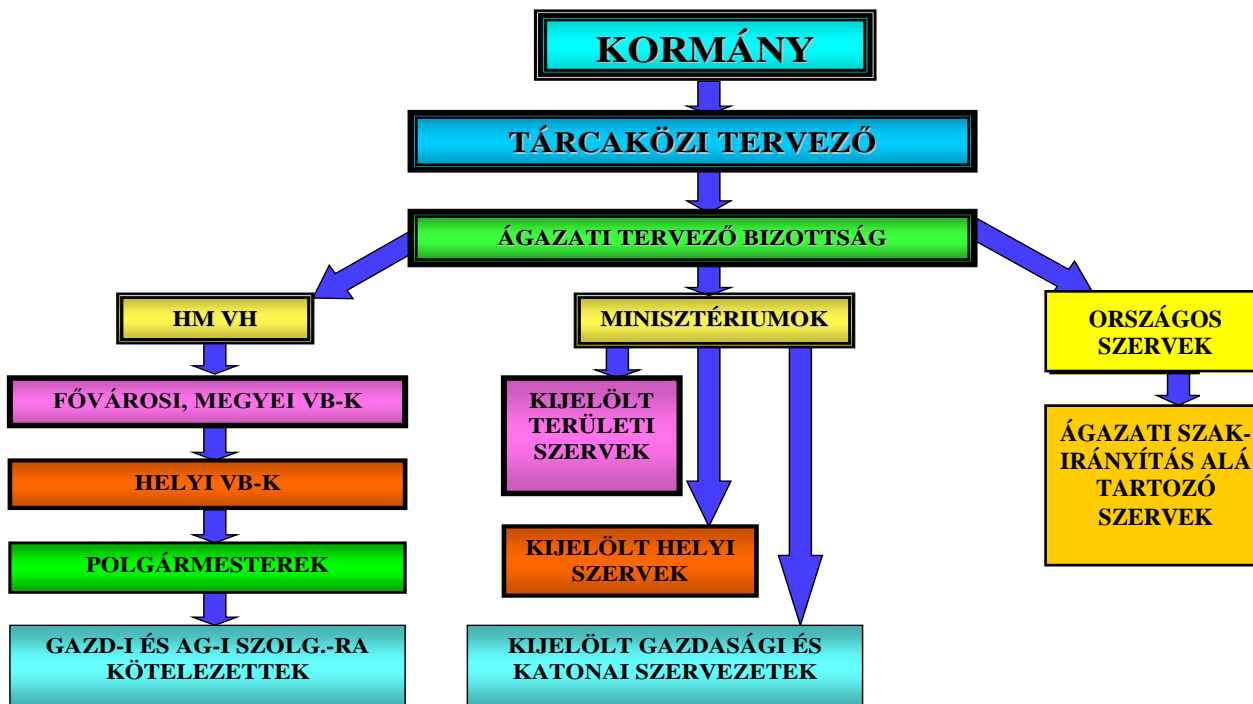 KORMÁNY
TÁRCAKÖZI TERVEZŐ
ÁGAZATI TERVEZŐ BIZOTTSÁG
HM VH
FŐVÁROSI, MEGYEI VB-K
HELYI VB-K
POLGÁRMESTEREK
GAZD-I ÉS AG-I SZOLG.-RA
KÖTELEZETTEK
MINISZTÉRIUMOK
KIJELÖLT
TERÜLETI
SZERVEK
KIJELÖLT HELYI
SZERVEK
KIJELÖLT GAZDASÁGI ÉS
KATONAI SZERVEZETEK
ORSZÁGOS
SZERVEK
ÁGAZATI SZAK-
IRÁNYÍTÁS ALÁ
TARTOZÓ
SZERVEK